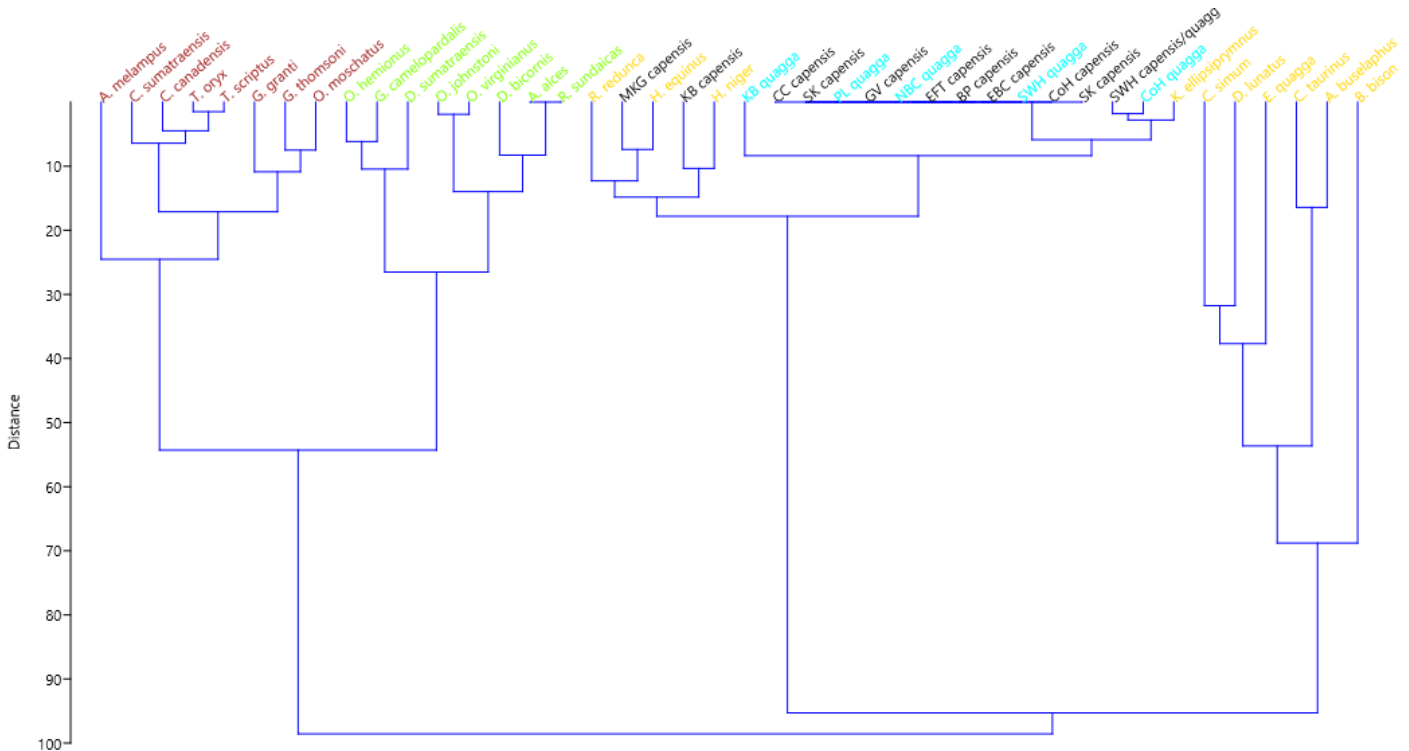 A. melampus
C. sumatraensis
C. canadensis
T. oryx
T. scriptus
G. granti
G. thomsoni
O. moschatus
O. hemionus
G. camelopardalis
D. sumatraensis
O. johnstoni
O. virginianus
D. bicornis
A. alces
R. sundaicas
R. redunca
MKG capensis
H. equinus
KB capensis
H. niger
KB quagga
CC capensis
SK capensis
PL quagga
GV capensis
NBC quagga
EFT capensis
BP capensis
EBC capensis
SWH quagga
CoH capensis
SK capensis
SWH capensis/quagg
CoH quagga
K. ellipsiprymnus
C. simum
D. lunatus
E. quagga
C. taurinus
A. buselaphus
B. bison
10
20
30
40
50
60
70
80
90
100
Distance